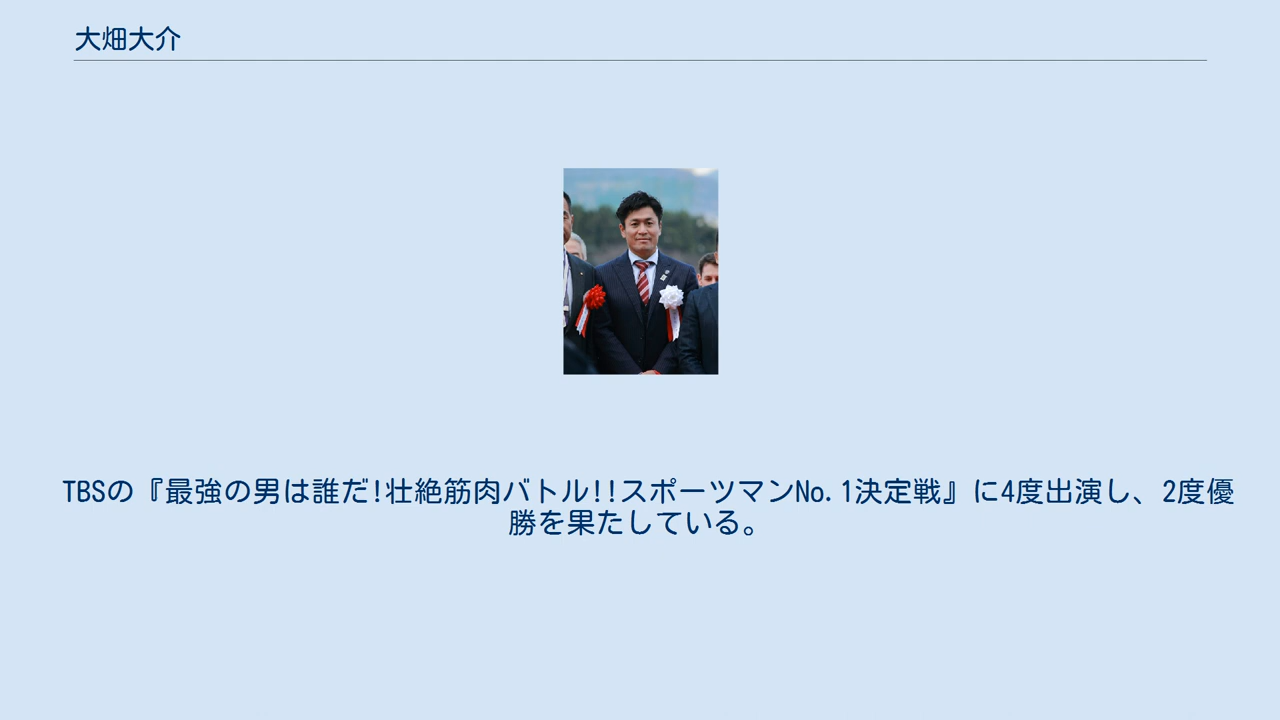 大畑大介
TBSの『最強の男は誰だ!壮絶筋肉バトル!!スポーツマンNo.1決定戦』に4度出演し、2度優
勝を果たしている。